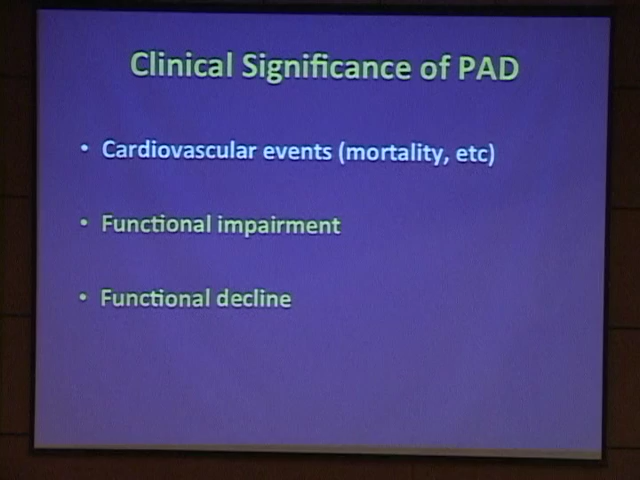 Clinical Significance of PAD
• Cardiovascular events (mortality, etc)
• Functional impairment
• Functional decline